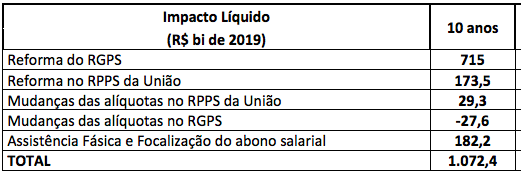 Impacto Líquido
(R$ bi de 2019) 10 anos
Reforma do RGPS 715
Reforma no RPPS da União 173,5
Mudanças das alíquotas no RPPS da União 29,3
Mudanças das alíquotas no RGPS -27,6
Assistência Fásica e Focalização do abono salarial 182,2
TOTAL 1.072,4